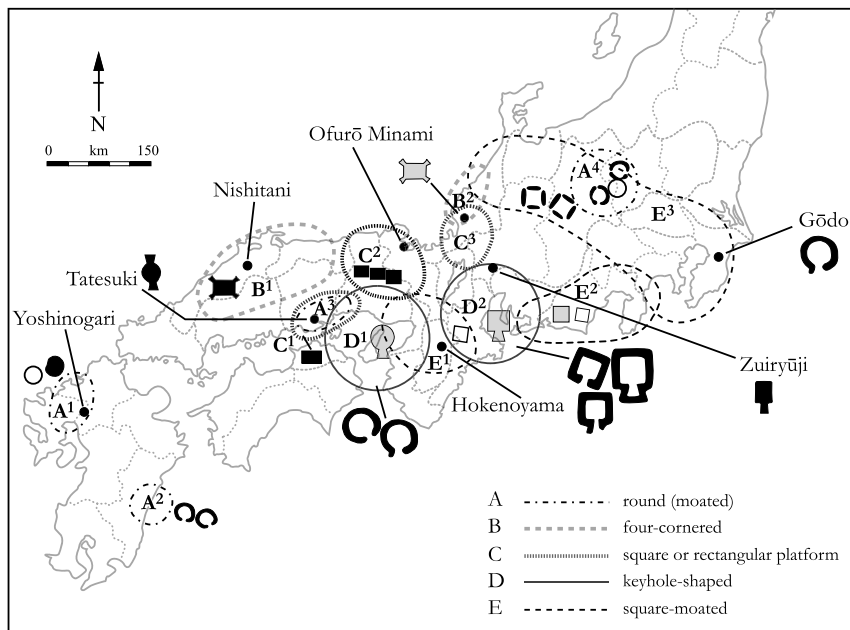 N
0 km 150
Ofurō Minami
Nishitani
Tatesuki
Yoshinogari
Gōdo
Zuiryūji
Hokenoyama
A⁴
B²
E³
C³
C²
B¹
A³
D²
E²
D¹
C¹
E¹
A¹
A²
A round (moated)
B four-cornered
C square or rectangular platform
D keyhole-shaped
E square-moated